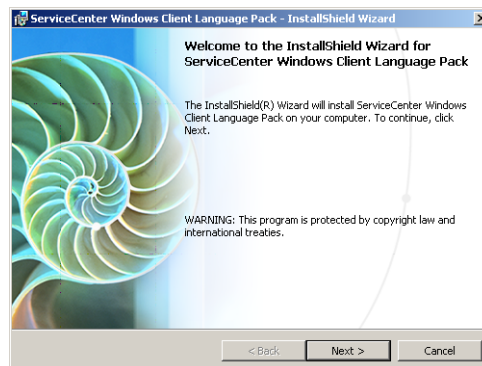 ServiceCenter Windows Client Language Pack - InstallShield Wizard
Welcome to the InstallShield Wizard for
ServiceCenter Windows Client Language Pack
The InstallShield(R) Wizard will install ServiceCenter Windows
Client Language Pack on your computer. To continue, click
Next.
WARNING: This program is protected by copyright law and
international treaties.
< Back
Next >
Cancel